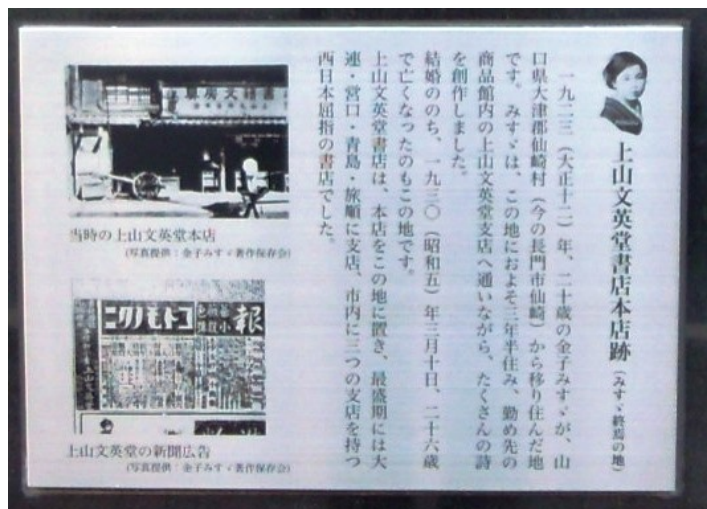 上山文英堂書店本店跡(みすゞ終焉の地)
一九二三(大正十二)年、二十歳の金子みすゞが、山
口県大津郡仙崎村(今の長門市仙崎)から移り住んだ地
です。みすゞは、この地におよそ三年半住み、勤め先の
商品館内の上山文英堂支店へ通いながら、たくさんの詩
を創作しました。
結婚ののち、一九三〇(昭和五)年三月十日、二十六歳
で亡くなったのもこの地です。
上山文英堂書店は、本店をこの地に置き、最盛期には大
連・営口・青島・旅順に支店、市内に三つの支店を持つ
西日本屈指の書店でした。
当時の上山文英堂本店
(写真提供:金子みすゞ著作保存会)
コトモノクニ
報
上山文英堂の新聞広告
(写真提供:金子みすゞ著作保存会)